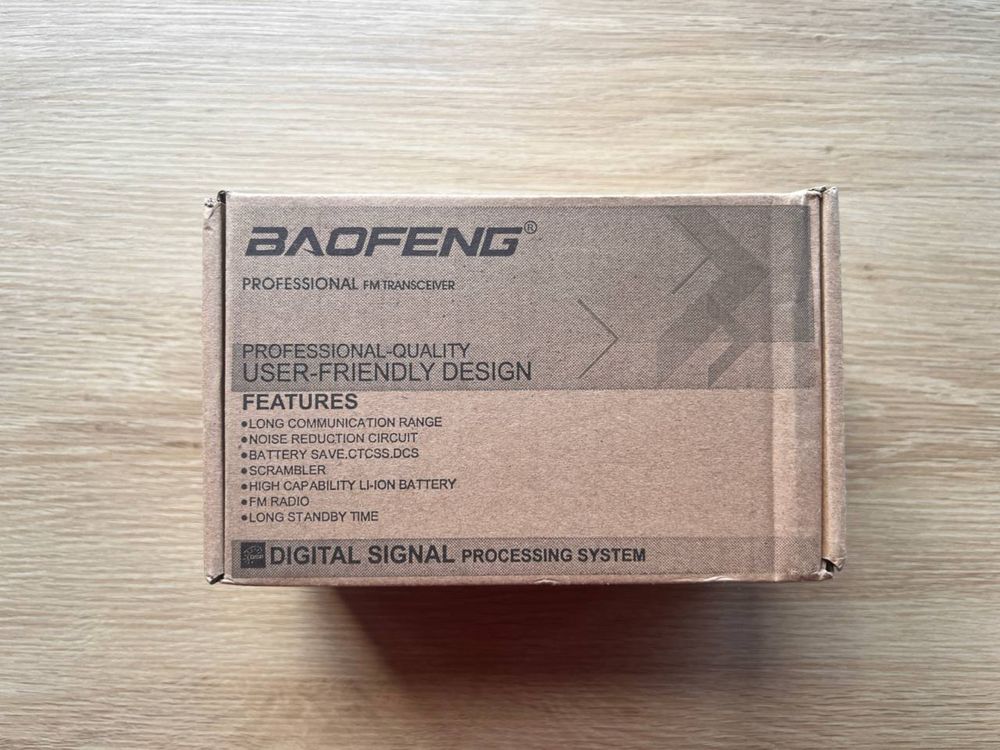 BAOFENG®
PROFESSIONAL FM TRANSCEIVER
PROFESSIONAL-QUALITY
USER-FRIENDLY DESIGN
FEATURES
●LONG COMMUNICATION RANGE
●NOISE REDUCTION CIRCUIT
●BATTERY SAVE.CTCSS.DCS
●SCRAMBLER
●HIGH CAPABILITY LI-ION BATTERY
●FM RADIO
●LONG STANDBY TIME
DSP DIGITAL SIGNAL PROCESSING SYSTEM